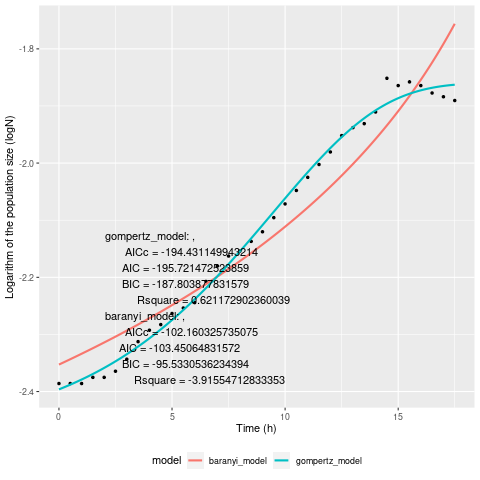 Logarithm of the population size (logN)
-1.8
-2.0
-2.2
-2.4
gompertz_model: ,
AICc = -194.431149943214
AIC = -195.721472523859
BIC = -187.803877831579
Rsquare = 0.621172902360039
baranyi_model: ,
AICc = -102.160325735075
AIC = -103.45064831572
BIC = -95.5330536234394
Rsquare = -3.91554712833353
0 5 10 15
Time (h)
model baranyi_model gompertz_model